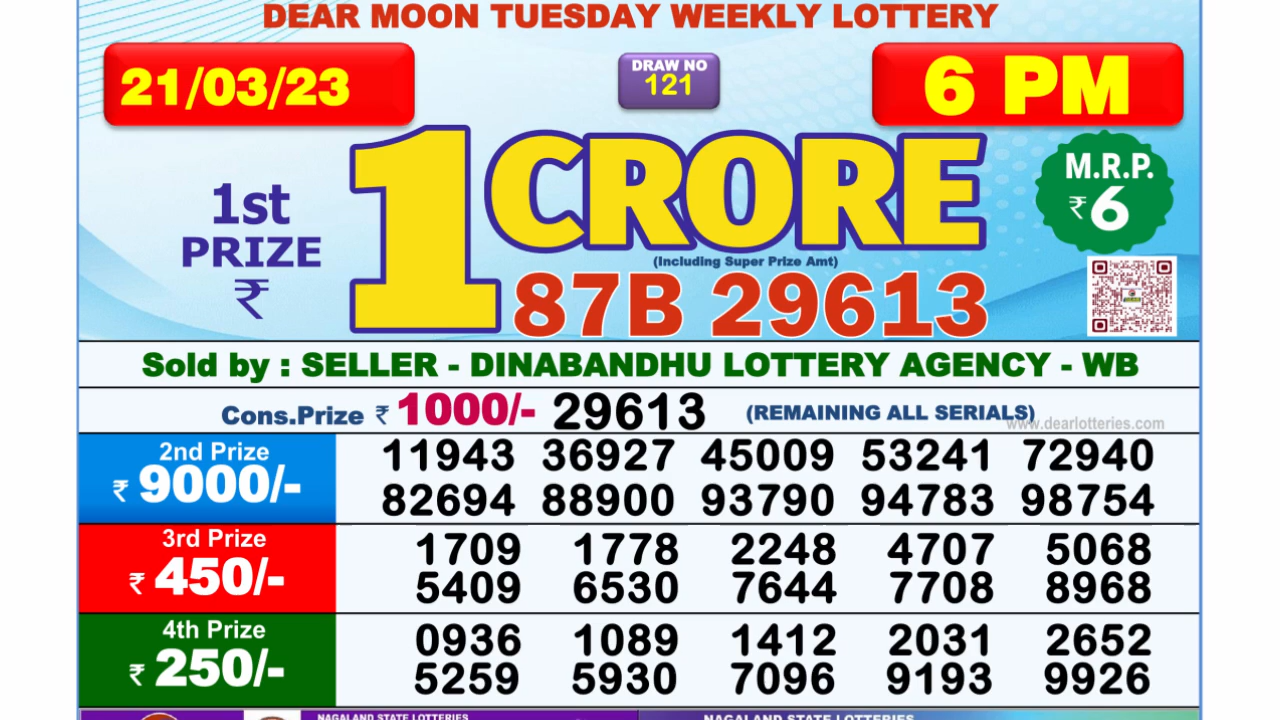 DEAR MOON TUESDAY WEEKLY LOTTERY
21/03/23
DRAW NO
121
6 PM
1st
PRIZE
₹
1 CRORE
(Including Super Prize Amt)
87B 29613
M.R.P.
₹6
Sold by : SELLER - DINABANDHU LOTTERY AGENCY - WB
Cons.Prize ₹ 1000/- 29613 (REMAINING ALL SERIALS)
www.dearlotteries.com
2nd Prize
₹ 9000/-
11943 36927 45009 53241 72940
82694 88900 93790 94783 98754
3rd Prize
₹ 450/-
1709 1778 2248 4707 5068
5409 6530 7644 7708 8968
4th Prize
₹ 250/-
0936 1089 1412 2031 2652
5259 5930 7096 9193 9926
NAGALAND STATE LOTTERIES
NAGALAND STATE LOTTERIES